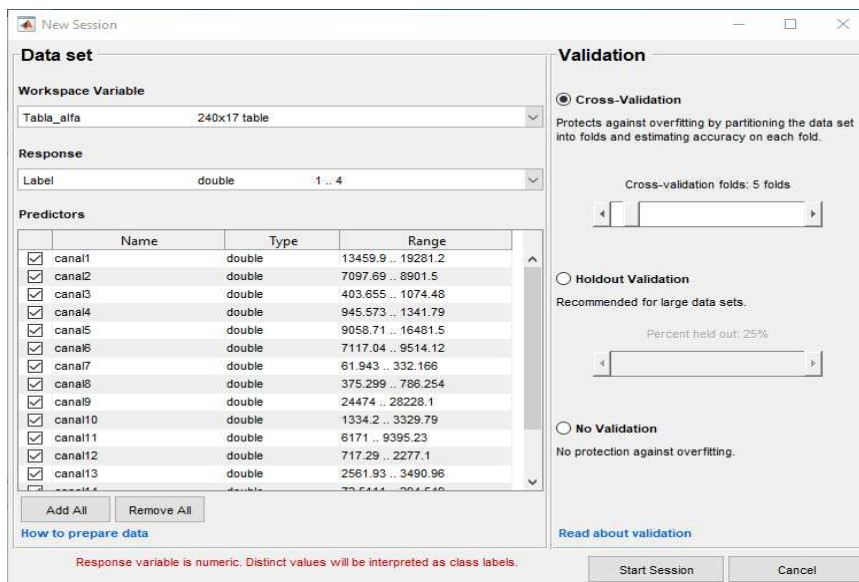 New Session
Data set
Workspace Variable
Tabla_alfa 240x17 table
Response
Label double 1 .. 4
Predictors
Name Type Range
canal1 double 13459.9 .. 19281.2
canal2 double 7097.69 .. 8901.5
canal3 double 403.655 .. 1074.48
canal4 double 945.573 .. 1341.79
canal5 double 9058.71 .. 16481.5
canal6 double 7117.04 .. 9514.12
canal7 double 61.943 .. 332.166
canal8 double 375.299 .. 786.254
canal9 double 24474 .. 28228.1
canal10 double 1334.2 .. 3329.79
canal11 double 6171 .. 9395.23
canal12 double 717.29 .. 2277.1
canal13 double 2561.93 .. 3490.96
Add All Remove All
How to prepare data
Response variable is numeric. Distinct values will be interpreted as class labels.
Validation
Cross-Validation
Protects against overfitting by partitioning the data set
into folds and estimating accuracy on each fold.
Cross-validation folds: 5 folds
Holdout Validation
Recommended for large data sets.
Percent held out: 25%
No Validation
No protection against overfitting.
Read about validation
Start Session Cancel